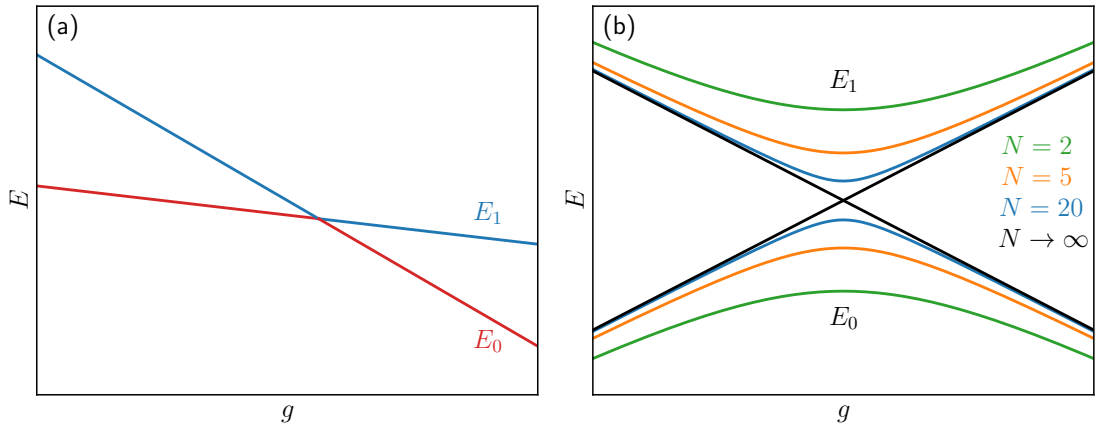 (a)
E
E₁
E₀
g
(b)
E
E₁
N = 2
N = 5
N = 20
N → ∞
E₀
g